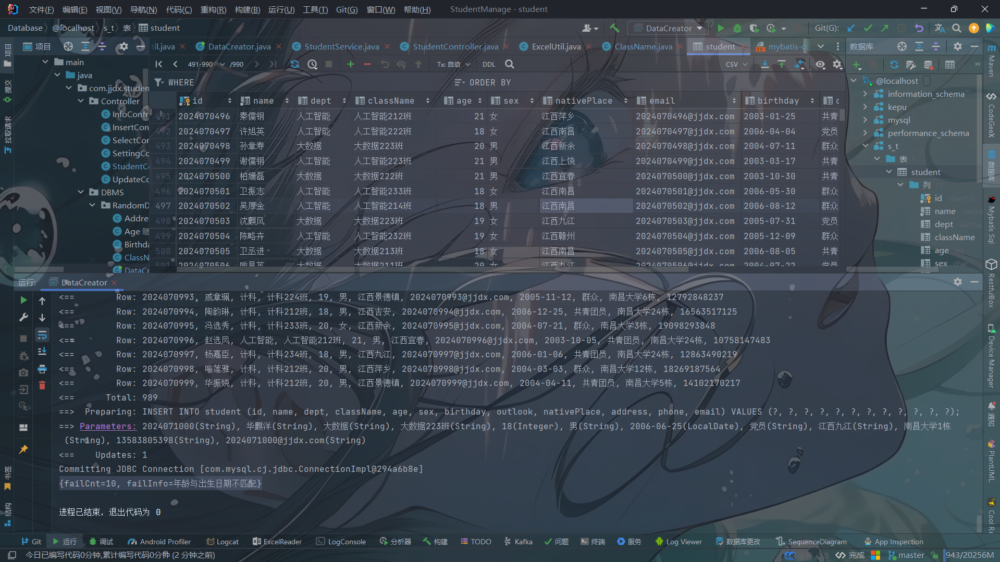 文件(F) 编辑(E) 视图(V) 导航(N) 代码(C) 重构(R) 构建(B) 运行(U) 工具(T) Git(G) 窗口(W) 帮助(H) StudentManage - student
Database @localhost s_t 表 student DataCreator Git(G):
项目 til.java DataCreator.java StudentService.java StudentController.java ExcelUtil.java ClassName.java student mybatis-co 数据库
491-990 /990 Tx: 自动 DDL CSV
WHERE ORDER BY
id name dept className age sex nativePlace email birthday o
491 2024070496 秦儒钢 人工智能 人工智能212班 21 女 江西萍乡 2024070496@jjdx.com 2003-01-25 共青
492 2024070497 许旭英 人工智能 人工智能222班 18 女 江西南昌 2024070497@jjdx.com 2006-04-04 党员
493 2024070498 孙章寿 大数据 大数据223班 20 男 江西新余 2024070498@jjdx.com 2004-07-11 群众
494 2024070499 谢儒钢 人工智能 人工智能223班 21 男 江西上饶 2024070499@jjdx.com 2003-03-17 共青
495 2024070500 柏姗磊 大数据 大数据222班 21 男 江西宜春 2024070500@jjdx.com 2003-10-30 共青
496 2024070501 卫振志 人工智能 人工智能233班 18 女 江西南昌 2024070501@jjdx.com 2006-05-30 群众
497 2024070502 吴厚金 人工智能 人工智能214班 18 男 江西南昌 2024070502@jjdx.com 2006-08-12 群众
498 2024070503 沈麒风 大数据 大数据223班 19 女 江西九江 2024070503@jjdx.com 2005-07-31 党员
499 2024070504 陈略卉 人工智能 人工智能232班 19 女 江西赣州 2024070504@jjdx.com 2005-12-09 群众
500 2024070505 卫丞进 大数据 大数据213班 18 女 江西南昌 2024070505@jjdx.com 2006-08-05 共青
501 2024070506 喻昌英 大数据 大数据211班 20 女 江西九江 2024070506@jjdx.com 2004-07-22 党员
main
java
com.jjdx.studen
Controller
InfoContr
InsertCon
SelectCor
SettingCo
StudentCo
UpdateCo
DBMS
RandomD
Addre
Age 随
Birthda
ClassN
DataCr
@localhost
information_schema
kepu
mysql
performance_schema
s_t
表 1
student
列 12
id char(10)
name varcha
dept varchar
className
age int
sex char
项目
提交
拉取请求
书签
结构
Maven
CodeGeeX
数据库
Mybatis Sql
RestfulBox
Device Manager
通知
PlantUML
Cool Re
运行: DataCreator
<== Row: 2024070993, 戚章珮, 计科, 计科224班, 19, 男, 江西景德镇, 2024070993@jjdx.com, 2005-11-12, 群众, 南昌大学6栋, 12792848237
<== Row: 2024070994, 陶韵琳, 计科, 计科212班, 18, 男, 江西吉安, 2024070994@jjdx.com, 2006-12-25, 共青团员, 南昌大学24栋, 16563517125
<== Row: 2024070995, 冯选秀, 计科, 计科233班, 20, 女, 江西新余, 2024070995@jjdx.com, 2004-07-21, 群众, 南昌大学3栋, 19098293848
<== Row: 2024070996, 赵选凤, 人工智能, 人工智能212班, 21, 男, 江西宜春, 2024070996@jjdx.com, 2003-10-05, 共青团员, 南昌大学24栋, 10758147483
<== Row: 2024070997, 杨嘉臣, 计科, 计科234班, 18, 男, 江西九江, 2024070997@jjdx.com, 2006-01-06, 共青团员, 南昌大学24栋, 12863490219
<== Row: 2024070998, 喻莲雅, 计科, 计科212班, 20, 男, 江西萍乡, 2024070998@jjdx.com, 2004-03-03, 群众, 南昌大学12栋, 18269187564
<== Row: 2024070999, 华振娆, 计科, 计科212班, 20, 男, 江西景德镇, 2024070999@jjdx.com, 2004-04-11, 共青团员, 南昌大学5栋, 14102170217
<== Total: 989
==> Preparing: INSERT INTO student (id, name, dept, className, age, sex, birthday, outlook, nativePlace, address, phone, email) VALUES (?, ?, ?, ?, ?, ?, ?, ?, ?, ?, ?, ?);
==> Parameters: 2024071000(String), 华麒洋(String), 大数据(String), 大数据223班(String), 18(Integer), 男(String), 2006-06-25(LocalDate), 党员(String), 江西九江(String), 南昌大学1栋
(String), 13583805398(String), 2024071000@jjdx.com(String)
<== Updates: 1
Committing JDBC Connection [com.mysql.cj.jdbc.ConnectionImpl@294a6b8e]
{failCnt=10, failInfo=年龄与出生日期不匹配}
进程已结束，退出代码为 0
Git 运行 调试 Android Profiler Logcat ExcelReader LogConsole 分析器 构建 TODO Kafka 问题 终端 服务 Log Viewer 数据库更改 SequenceDiagram App Inspection
今日已编写代码0分钟,累计编写代码0分钟 (2 分钟之前) 完成 master 943/20256M